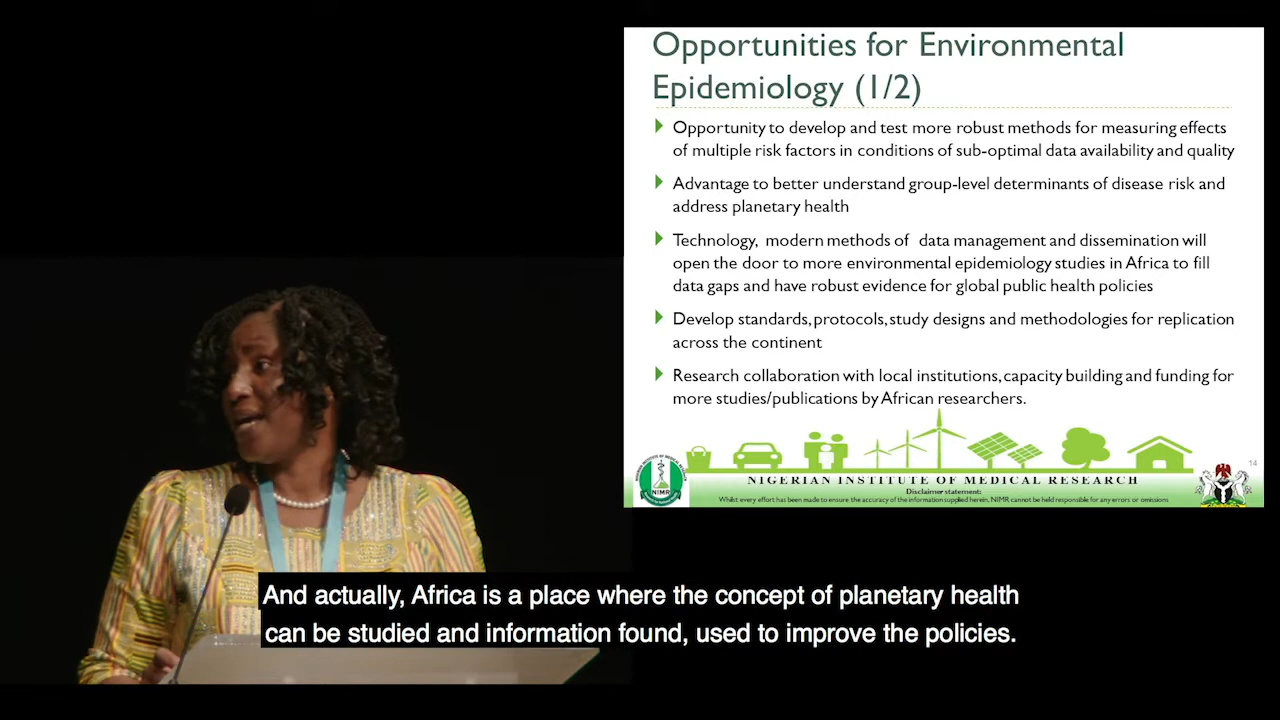 Opportunities for Environmental
Epidemiology (1/2)
Opportunity to develop and test more robust methods for measuring effects
of multiple risk factors in conditions of sub-optimal data availability and quality
Advantage to better understand group-level determinants of disease risk and
address planetary health
Technology, modern methods of data management and dissemination will
open the door to more environmental epidemiology studies in Africa to fill
data gaps and have robust evidence for global public health policies
Develop standards, protocols, study designs and methodologies for replication
across the continent
Research collaboration with local institutions, capacity building and funding for
more studies/publications by African researchers.
14
NIMR
NIGERIAN INSTITUTE OF MEDICAL RESEARCH
Disclaimer statement:
Whilst every effort has been made to ensure the accuracy of the information supplied herein, NIMR cannot be held responsible for any errors or omissions
And actually, Africa is a place where the concept of planetary health
can be studied and information found, used to improve the policies.